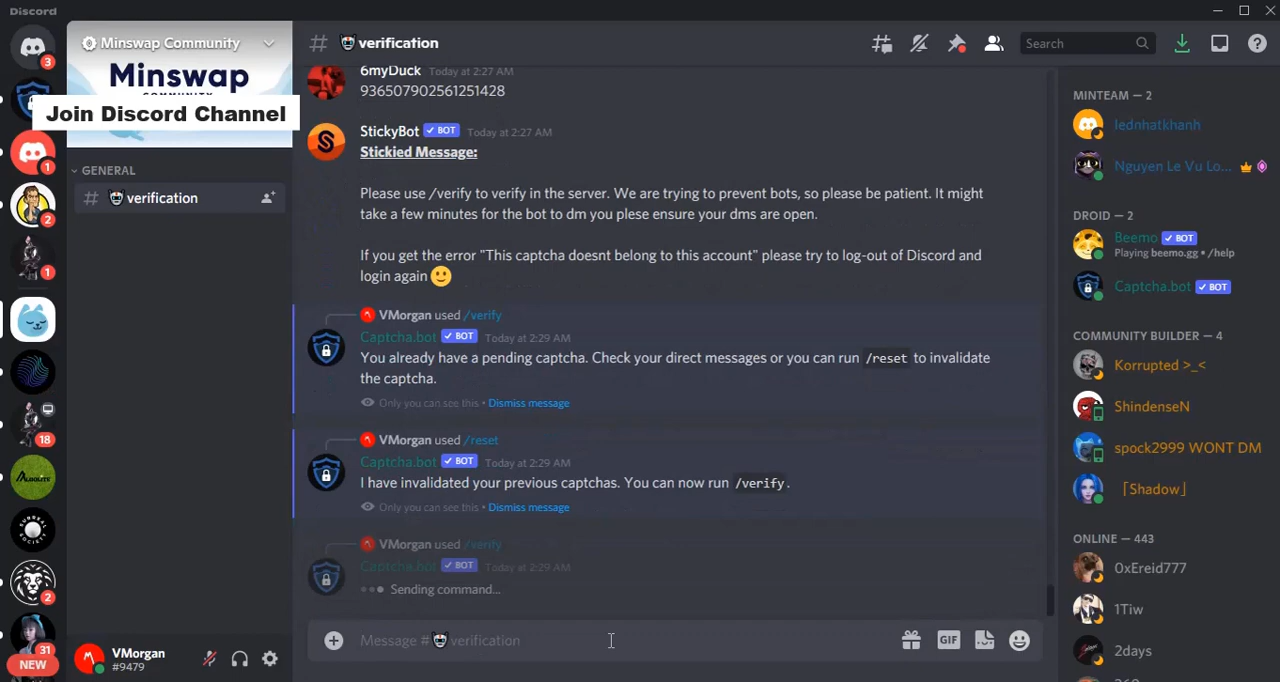 Discord
3
Minswap Community
Minswap
COMMUNITY
Join Discord Channel
GENERAL
# verification
1
2
1
18
2
31
NEW
VMorgan
#9479
# verification
Search
6myDuck Today at 2:27 AM
936507902561251428
StickyBot ✓ BOT Today at 2:27 AM
Stickied Message:
Please use /verify to verify in the server. We are trying to prevent bots, so please be patient. It might
take a few minutes for the bot to dm you plese ensure your dms are open.
If you get the error "This captcha doesnt belong to this account" please try to log-out of Discord and
login again
VMorgan used /verify
Captcha.bot ✓ BOT Today at 2:29 AM
You already have a pending captcha. Check your direct messages or you can run /reset to invalidate
the captcha.
Only you can see this • Dismiss message
VMorgan used /reset
Captcha.bot ✓ BOT Today at 2:29 AM
I have invalidated your previous captchas. You can now run /verify.
Only you can see this • Dismiss message
VMorgan used /verify
Captcha.bot ✓ BOT Today at 2:29 AM
Sending command...
Message # verification
GIF
MINTEAM — 2
lednhatkhanh
Nguyen Le Vu Lo...
DROID — 2
Beemo ✓ BOT
Playing beemo.gg • /help
Captcha.bot ✓ BOT
COMMUNITY BUILDER — 4
Korrupted >_<
ShindenseN
spock2999 WONT DM
「Shadow」
ONLINE — 443
0xEreid777
1Tiw
2days